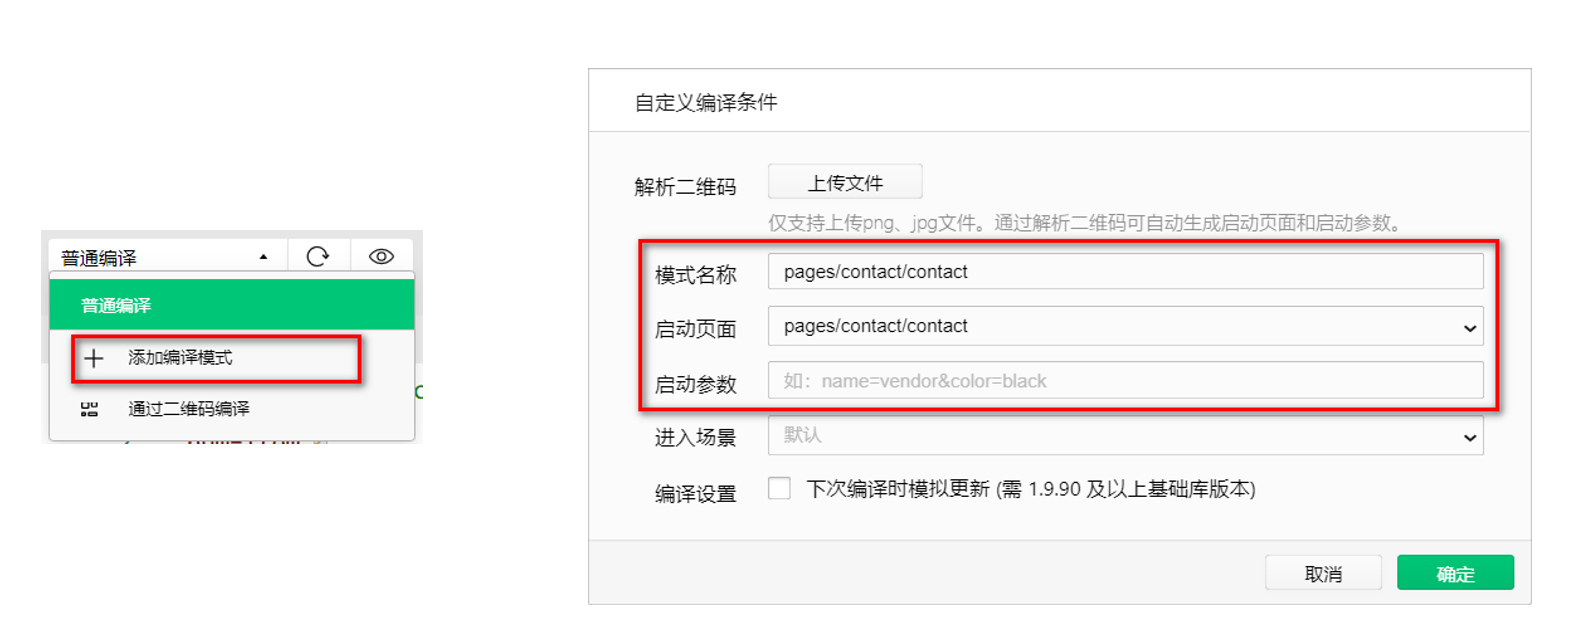 普通编译
普通编译
添加编译模式
通过二维码编译
自定义编译条件
解析二维码 上传文件
仅支持上传png、jpg文件。通过解析二维码可自动生成启动页面和启动参数。
模式名称 pages/contact/contact
启动页面 pages/contact/contact
启动参数 如：name=vendor&color=black
进入场景 默认
编译设置 下次编译时模拟更新 (需 1.9.90 及以上基础库版本)
取消 确定